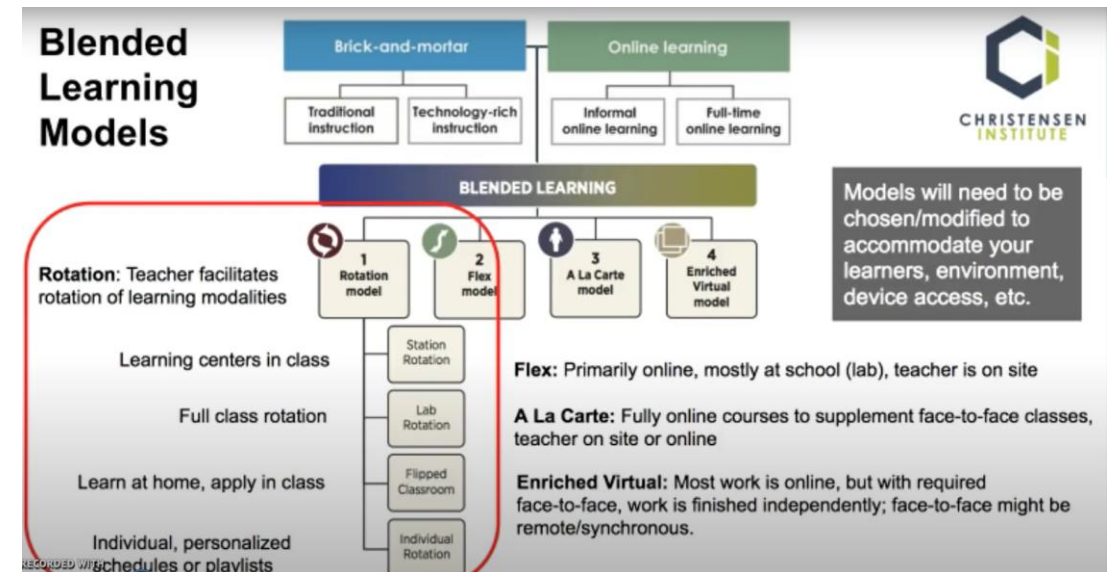 Blended
Learning
Models
Brick-and-mortar
Online learning
Traditional
instruction
Technology-rich
instruction
Informal
online learning
Full-time
online learning
CHRISTENSEN
INSTITUTE
BLENDED LEARNING
Models will need to be
chosen/modified to
accommodate your
learners, environment,
device access, etc.
1
Rotation
model
2
Flex
model
3
A La Carte
model
4
Enriched
Virtual
model
Rotation: Teacher facilitates
rotation of learning modalities
Learning centers in class
Station
Rotation
Full class rotation
Lab
Rotation
Learn at home, apply in class
Flipped
Classroom
Individual, personalized
schedules or playlists
Individual
Rotation
Flex: Primarily online, mostly at school (lab), teacher is on site
A La Carte: Fully online courses to supplement face-to-face classes,
teacher on site or online
Enriched Virtual: Most work is online, but with required
face-to-face, work is finished independently; face-to-face might be
remote/synchronous.
RECORDED WITH